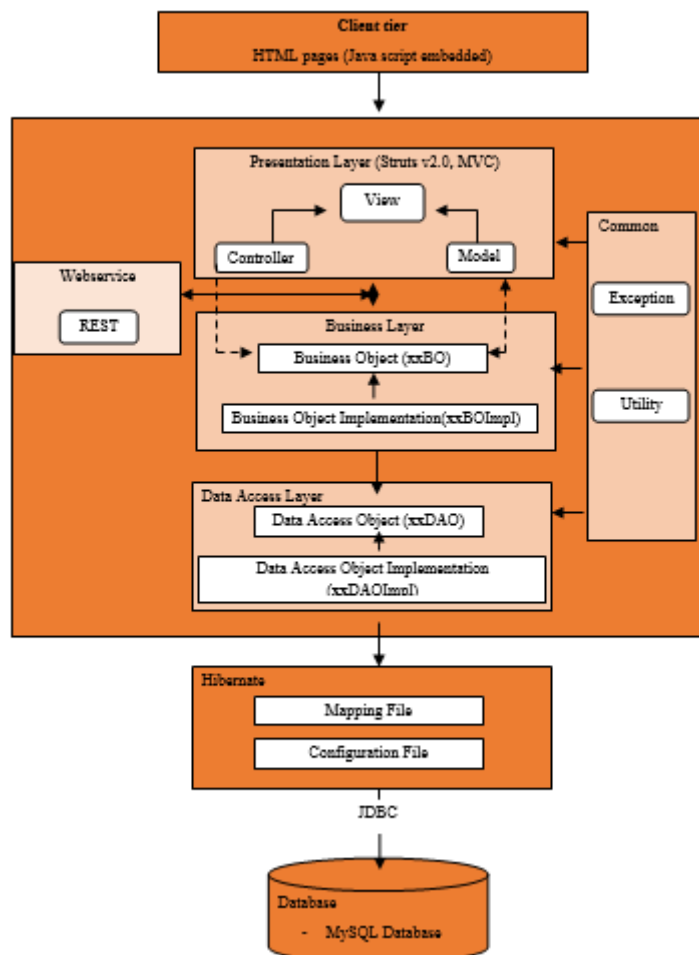 Client tier
HTML pages (Java script embedded)
Presentation Layer (Struts v2.0, MVC)
View
Controller
Model
Common
Exception
Utility
Webservice
REST
Business Layer
Business Object (xxBO)
Business Object Implementation(xxBOImpl)
Data Access Layer
Data Access Object (xxDAO)
Data Access Object Implementation
(xxDAOImpl)
Hibernate
Mapping File
Configuration File
JDBC
Database
- MySQL Database